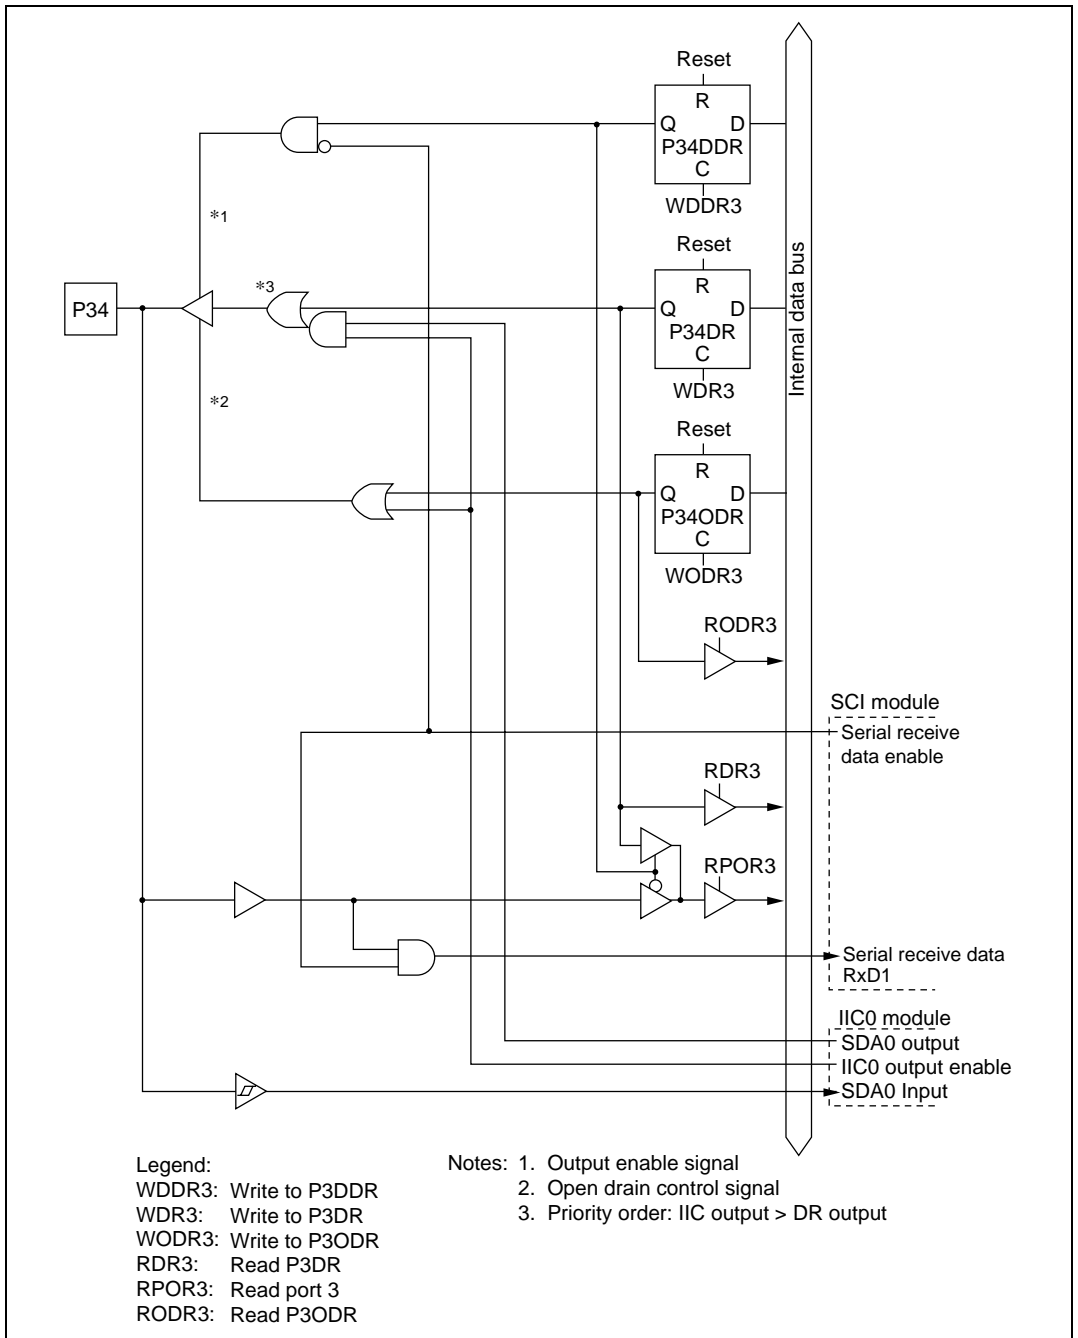 Reset
R
Q D
P34DDR
C
WDDR3
*1
Reset
R
P34
*3
Q D
P34DR
C
WDR3
Internal data bus
*2
Reset
R
Q D
P34ODR
C
WODR3
RODR3
SCI module
Serial receive
data enable
RDR3
RPOR3
Serial receive data
RxD1
IIC0 module
SDA0 output
IIC0 output enable
SDA0 Input
Legend:
WDDR3: Write to P3DDR
WDR3: Write to P3DR
WODR3: Write to P3ODR
RDR3: Read P3DR
RPOR3: Read port 3
RODR3: Read P3ODR
Notes: 1. Output enable signal
2. Open drain control signal
3. Priority order: IIC output > DR output